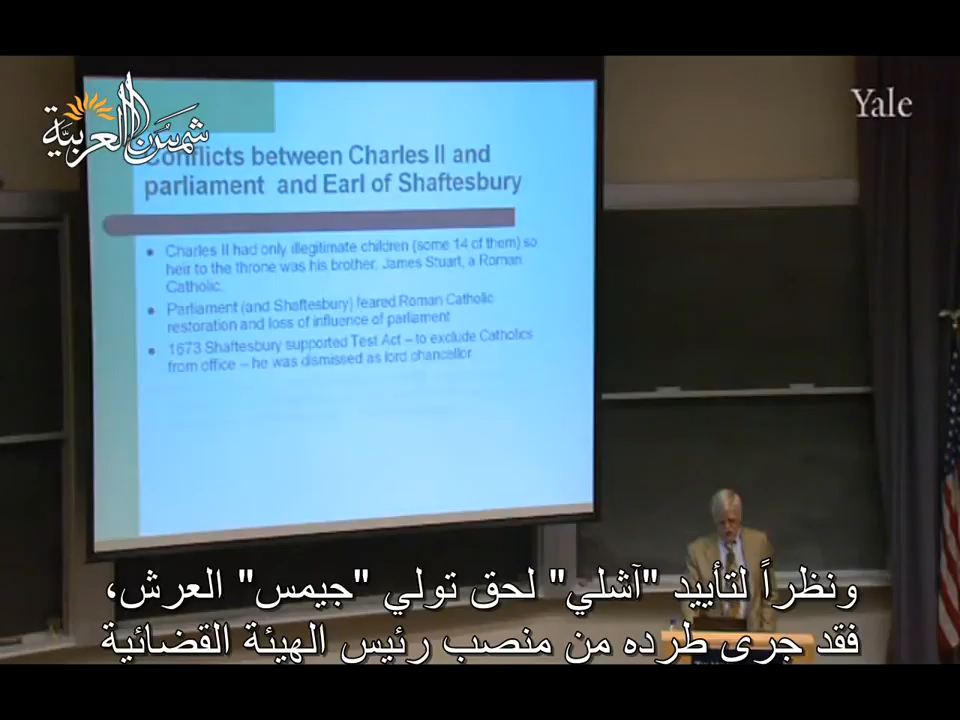 شمس العربية
Yale
Conflicts between Charles II and
parliament and Earl of Shaftesbury
• Charles II had only illegitimate children (some 14 of them) so
heir to the throne was his brother, James Stuart, a Roman
Catholic.
• Parliament (and Shaftesbury) feared Roman Catholic
restoration and loss of influence of parliament
• 1673 Shaftesbury supported Test Act – to exclude Catholics
from office – he was dismissed as lord chancellor
ونظراً لتأييد "آشلي" لحق تولي "جيمس" العرش،
فقد جرى طرده من منصب رئيس الهيئة القضائية